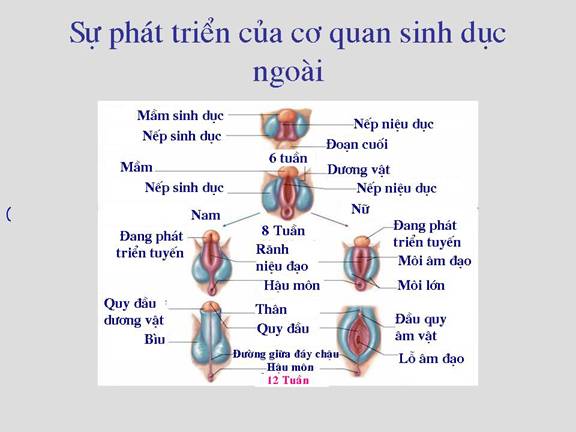 Sự phát triển của cơ quan sinh dục
ngoài
Mầm sinh dục
Nếp niệu dục
Nếp sinh dục
Đoạn cuối
6 tuần
Mầm
Dương vật
Nếp sinh dục
Nếp niệu dục
Nam
Nữ
8 Tuần
Đang phát
triển tuyến
Rãnh
niệu đạo
Đang phát
triển tuyến
Môi âm đạo
Hậu môn
Môi lớn
Quy đầu
dương vật
Thân
Bìu
Quy đầu
Đầu quy
âm vật
Đường giữa đáy chậu
Lỗ âm đạo
Hậu môn
12 Tuần
(